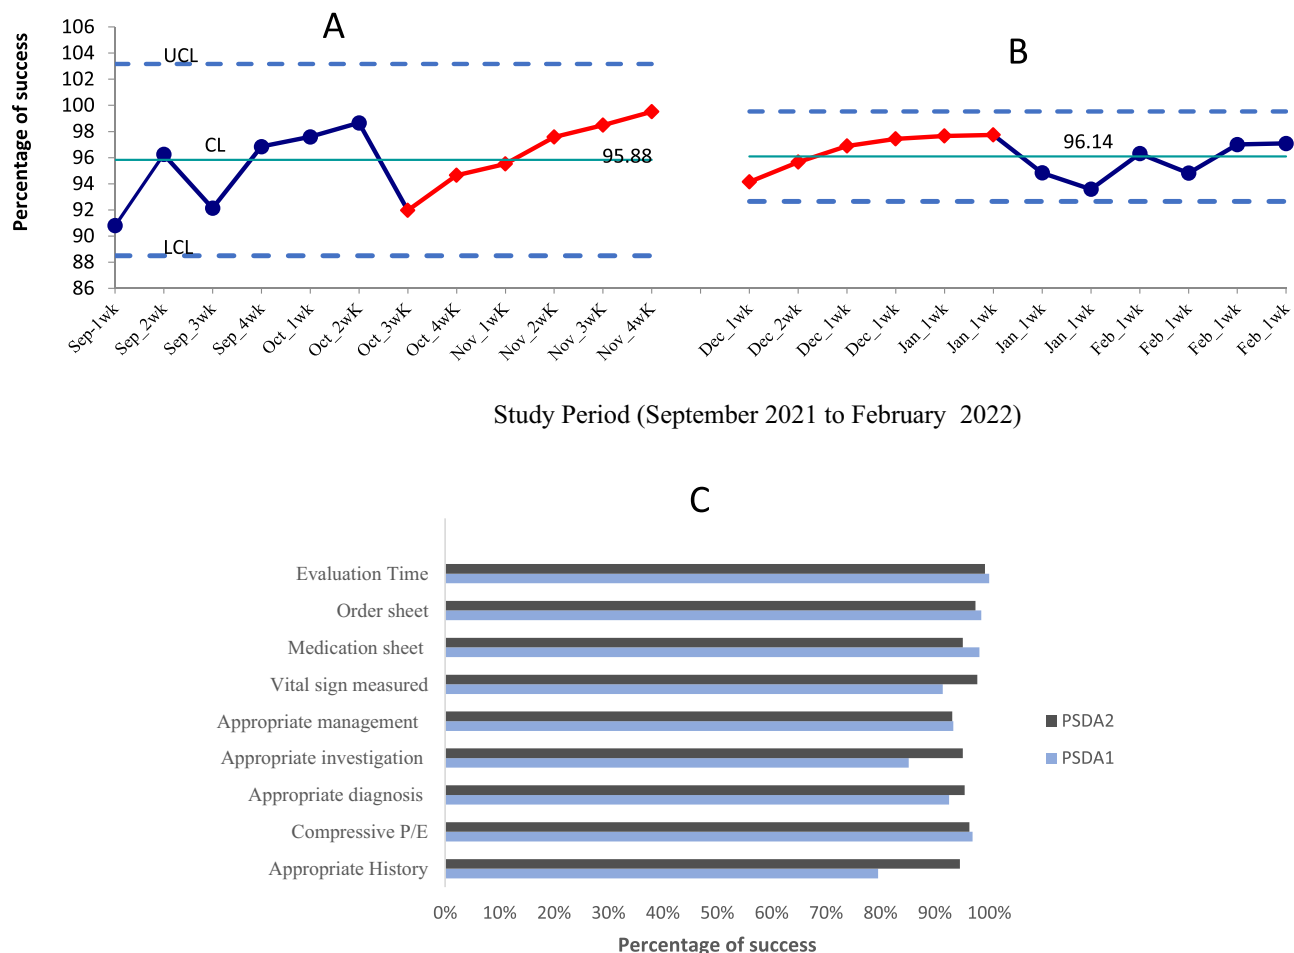 A
B
Percentage of success
106
104
102
100
98
96
94
92
90
88
86
UCL
CL
95.88
LCL
96.14
Sep-1wk
Sep_2wk
Sep_3wk
Sep_4wk
Oct_1wk
Oct_2wK
Oct_3wK
Oct_4wK
Nov_1wK
Nov_2wK
Nov_3wK
Nov_4wK
Dec_1wk
Dec_2wk
Dec_1wk
Dec_1wk
Jan_1wk
Jan_1wk
Jan_1wk
Jan_1wk
Feb_1wk
Feb_1wk
Feb_1wk
Feb_1wk
Study Period (September 2021 to February 2022)
C
Evaluation Time
Order sheet
Medication sheet
Vital sign measured
Appropriate management
Appropriate investigation
Appropriate diagnosis
Compressive P/E
Appropriate History
PSDA2
PSDA1
0% 10% 20% 30% 40% 50% 60% 70% 80% 90% 100%
Percentage of success